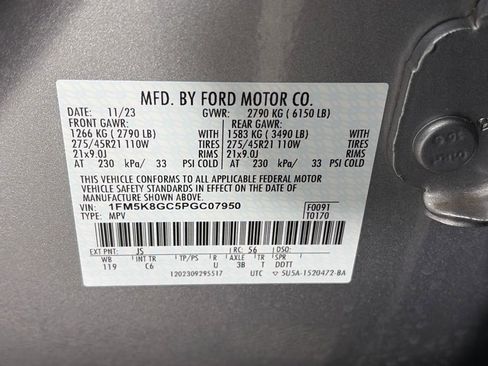 MFD. BY FORD MOTOR CO.
DATE: 11/23 GVWR: 2790 KG ( 6150 LB)
FRONT GAWR: REAR GAWR:
1266 KG ( 2790 LB) WITH 1583 KG ( 3490 LB) WITH
275/45R21 110W TIRES 275/45R21 110W TIRES
21x9.0J RIMS 21x9.0J RIMS
AT 230 kPa/ 33 PSI COLD AT 230 kPa/ 33 PSI COLD
THIS VEHICLE CONFORMS TO ALL APPLICABLE FEDERAL MOTOR
VEHICLE SAFETY AND THEFT PREVENTION STANDARDS IN EFFECT ON THE DATE OF
MANUFACTURE SHOWN ABOVE.
VIN: 1FM5K8GC5PGC07950 F0091
TYPE: MPV T0170
EXT PNT: JS RC: 56 DSO:
WB INT TR TP/PS R AXLE TR SPR
119 C6 U 3B T DDTT
1202309295517 UTC 5U5A-1520472-BA